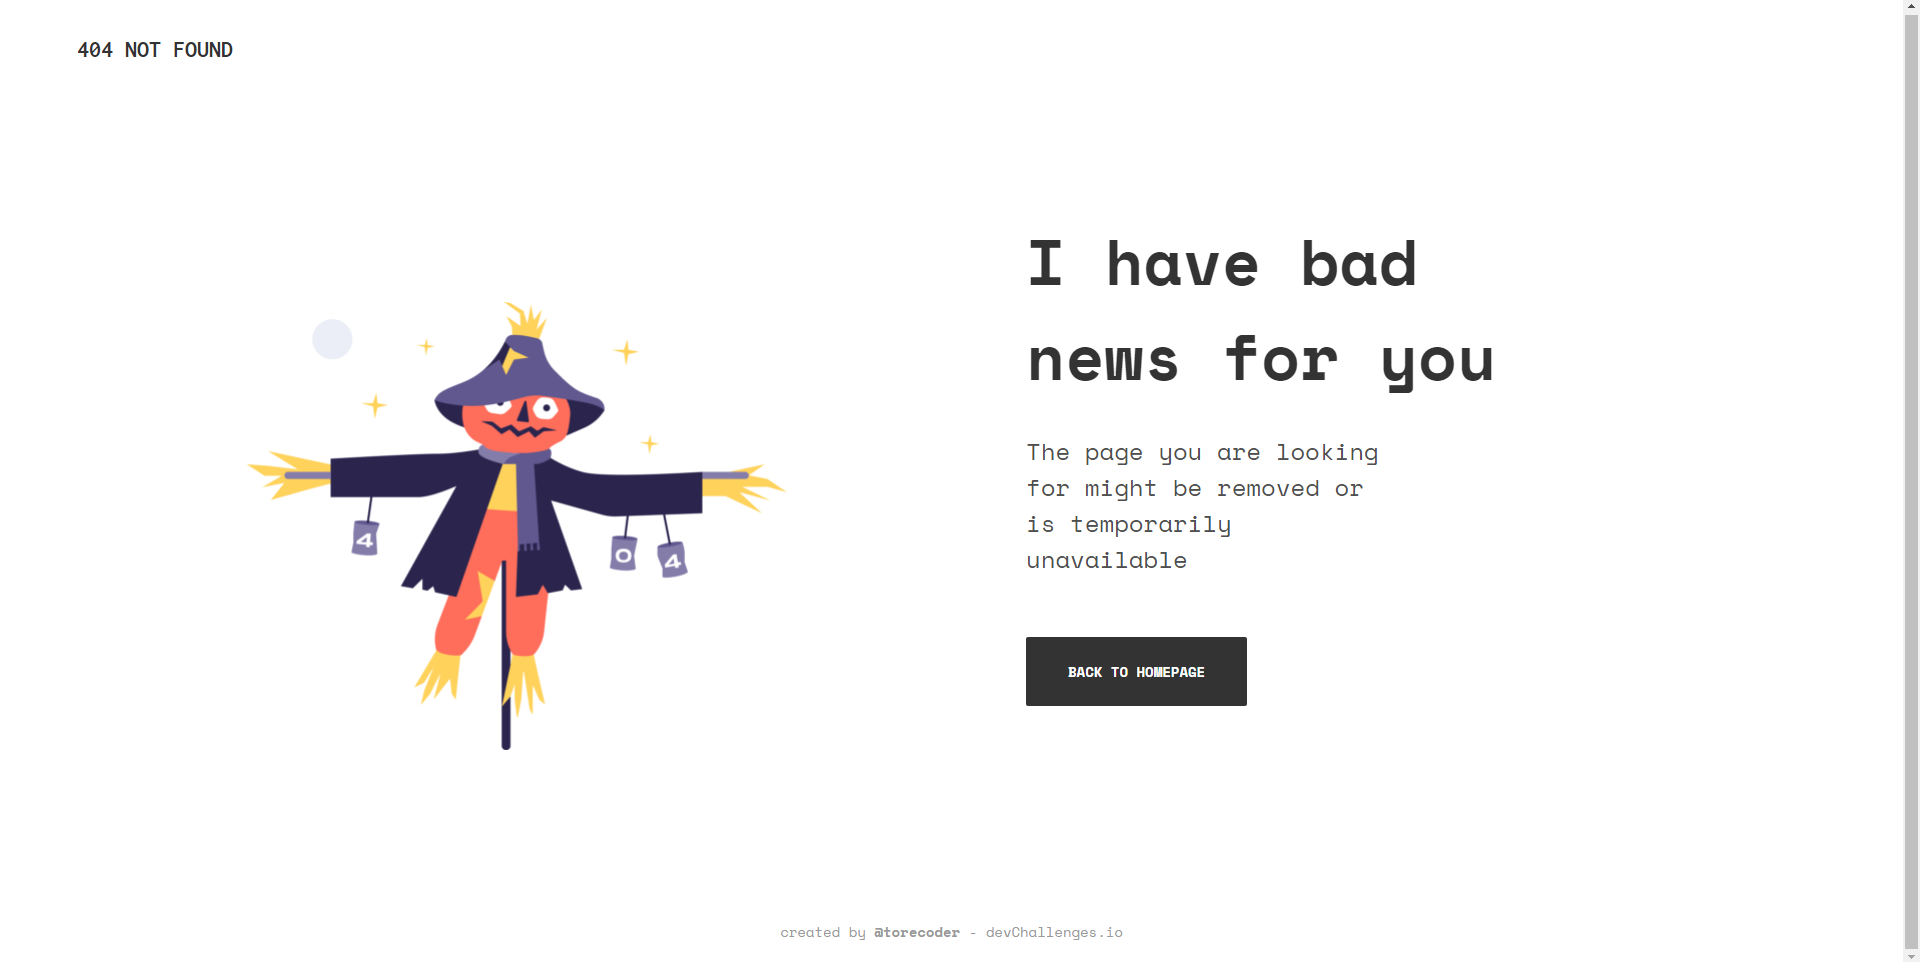 404 NOT FOUND
I have bad
news for you
The page you are looking
for might be removed or
is temporarily
unavailable
4
0
4
BACK TO HOMEPAGE
created by @torecoder - devChallenges.io